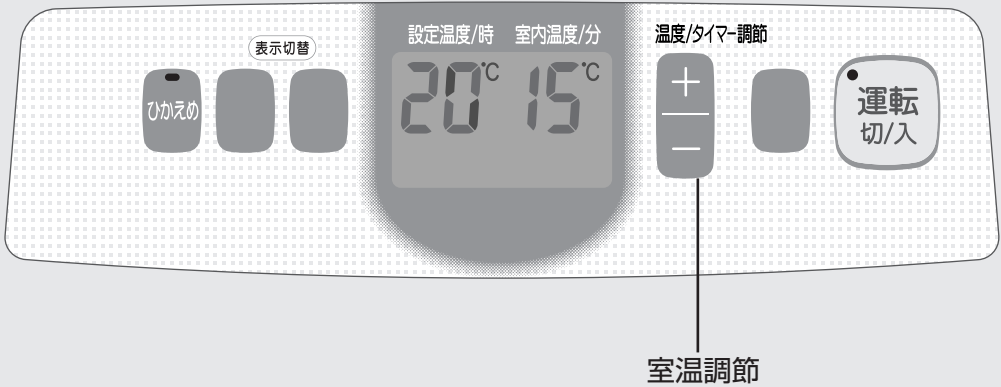 設定温度/時 室内温度/分
温度/タイマー調節
表示切替
ひかえめ
20℃ 15℃
+
−
運転
切/入
室温調節